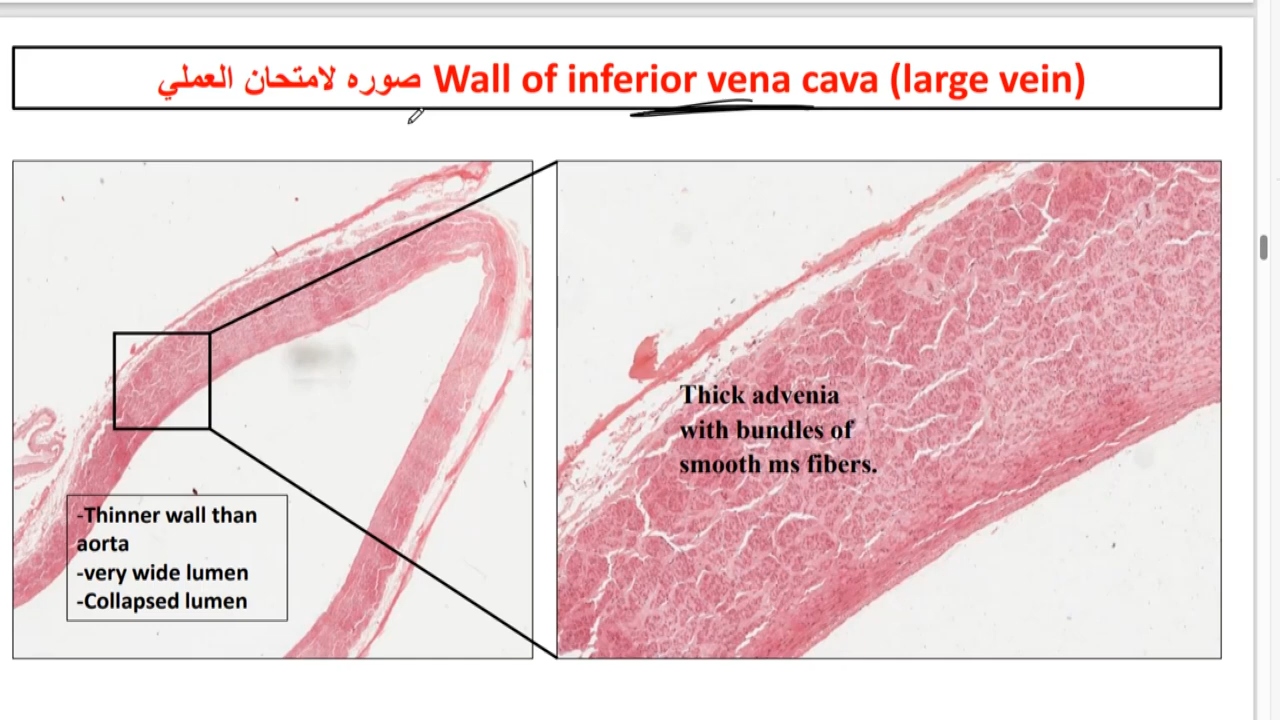 صوره لامتحان العملي Wall of inferior vena cava (large vein)
-Thinner wall than
aorta
-very wide lumen
-Collapsed lumen
Thick advenia
with bundles of
smooth ms fibers.